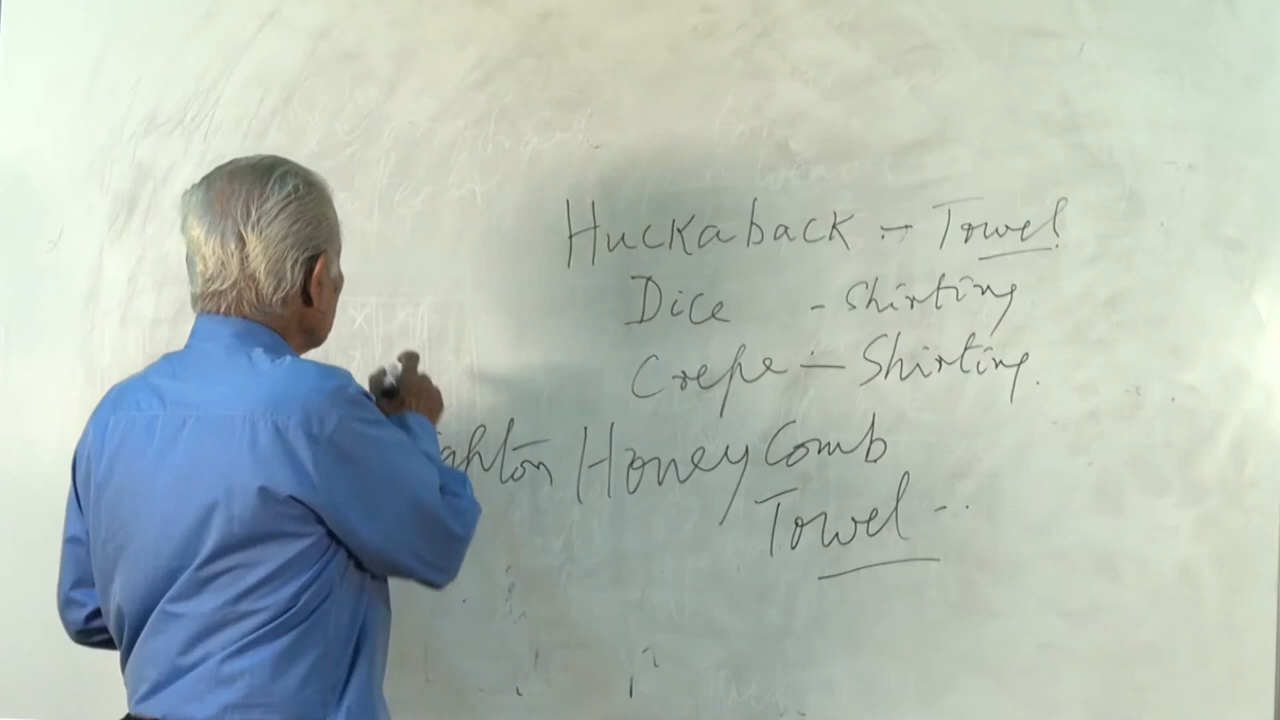 Huckaback :- Towel
Dice - Shirting
Crepe :- Shirting.
Honey Comb
Towel -..